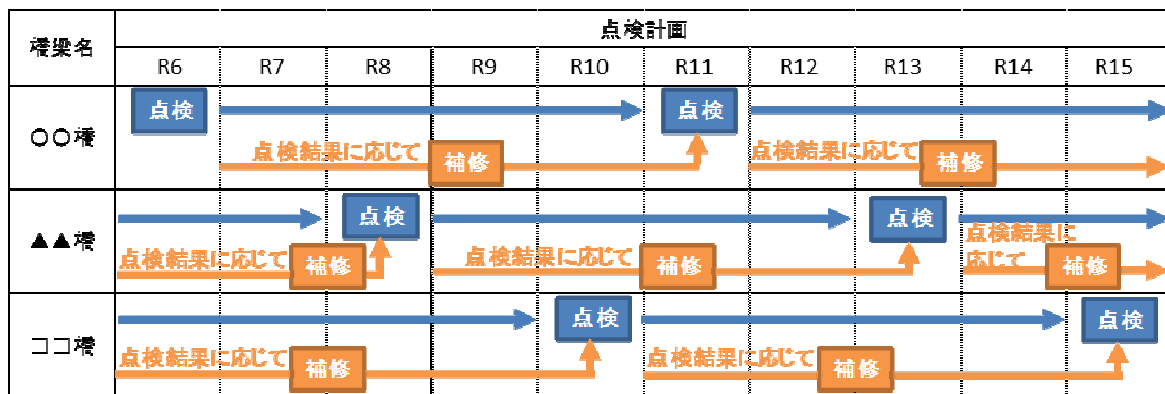 橋梁名
点検計画
R6 R7 R8 R9 R10 R11 R12 R13 R14 R15
〇〇橋
点検 点検
点検結果に応じて 補修 点検結果に応じて 補修
▲▲橋
点検 点検
点検結果に応じて 補修 点検結果に応じて 補修 点検結果に
応じて 補修
□□橋
点検 点検
点検結果に応じて 補修 点検結果に応じて 補修